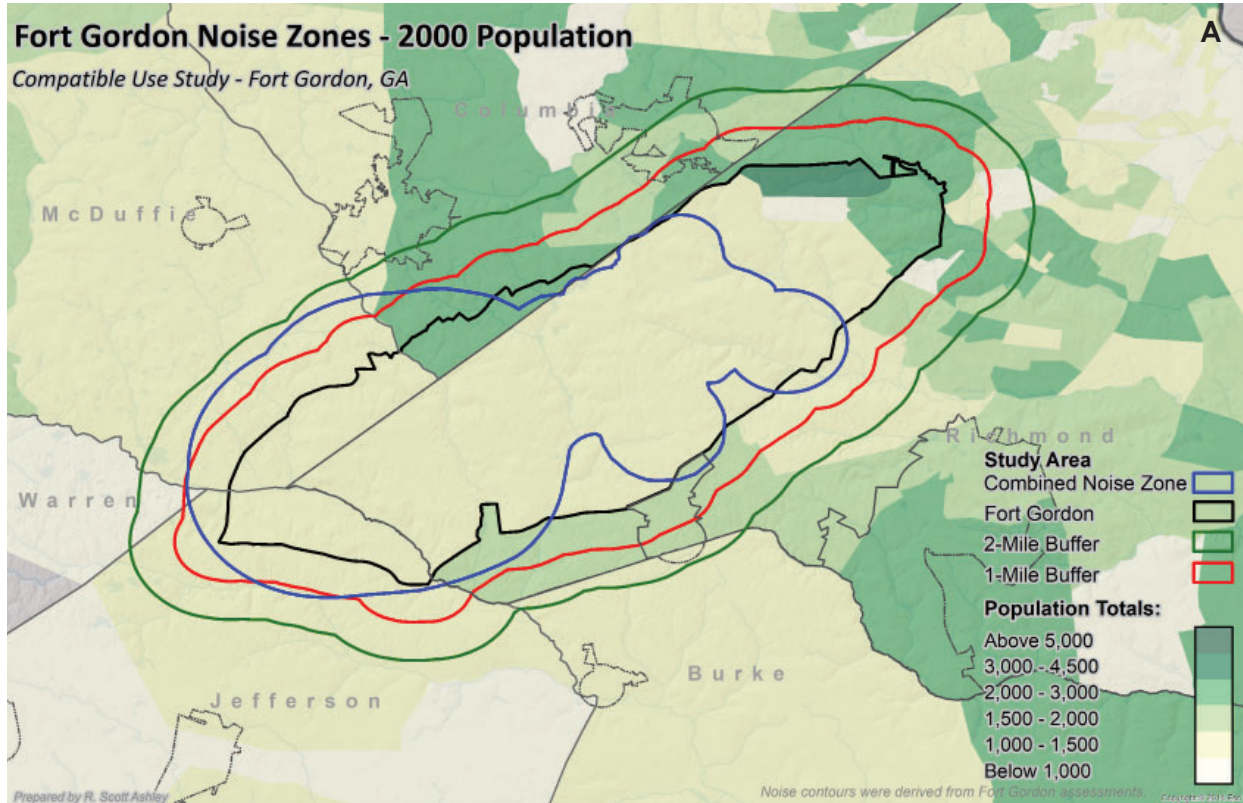 Fort Gordon Noise Zones - 2000 Population
A
Compatible Use Study - Fort Gordon, GA
Columbia
McDuffie
Warren
Richmond
Burke
Jefferson
Study Area
Combined Noise Zone
Fort Gordon
2-Mile Buffer
1-Mile Buffer
Population Totals:
Above 5,000
3,000 - 4,500
2,000 - 3,000
1,500 - 2,000
1,000 - 1,500
Below 1,000
Prepared by R. Scott Ashley
Noise contours were derived from Fort Gordon assessments.